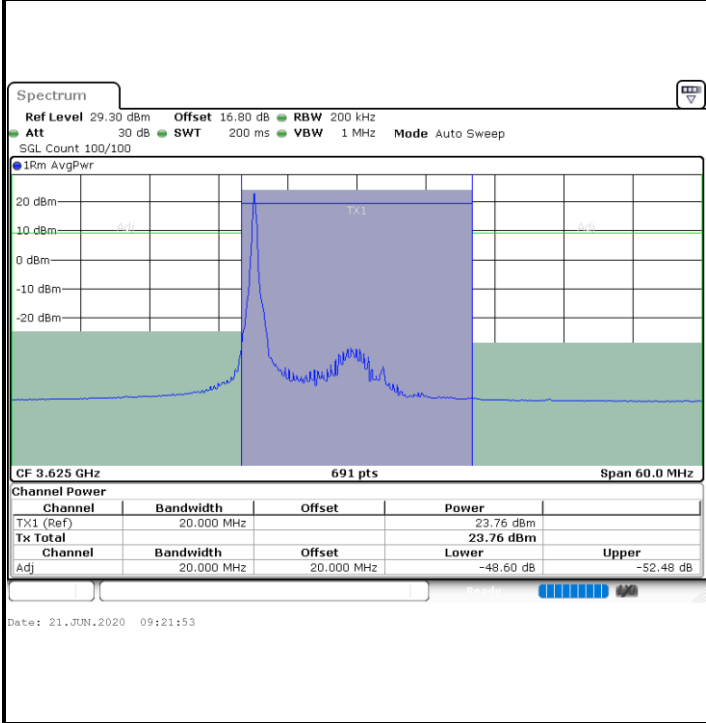 Spectrum
Ref Level 29.30 dBm Offset 16.80 dB RBW 200 kHz
Att 30 dB SWT 200 ms VBW 1 MHz Mode Auto Sweep
SGL Count 100/100
1Rm AvgPwr
20 dBm
TX1
Adj Adj
10 dBm
0 dBm
-10 dBm
-20 dBm
CF 3.625 GHz 691 pts Span 60.0 MHz
Channel Power
Channel Bandwidth Offset Power
TX1 (Ref) 20.000 MHz 23.76 dBm
Tx Total 23.76 dBm
Channel Bandwidth Offset Lower Upper
Adj 20.000 MHz 20.000 MHz -48.60 dB -52.48 dB
Ready
Date: 21.JUN.2020 09:21:53